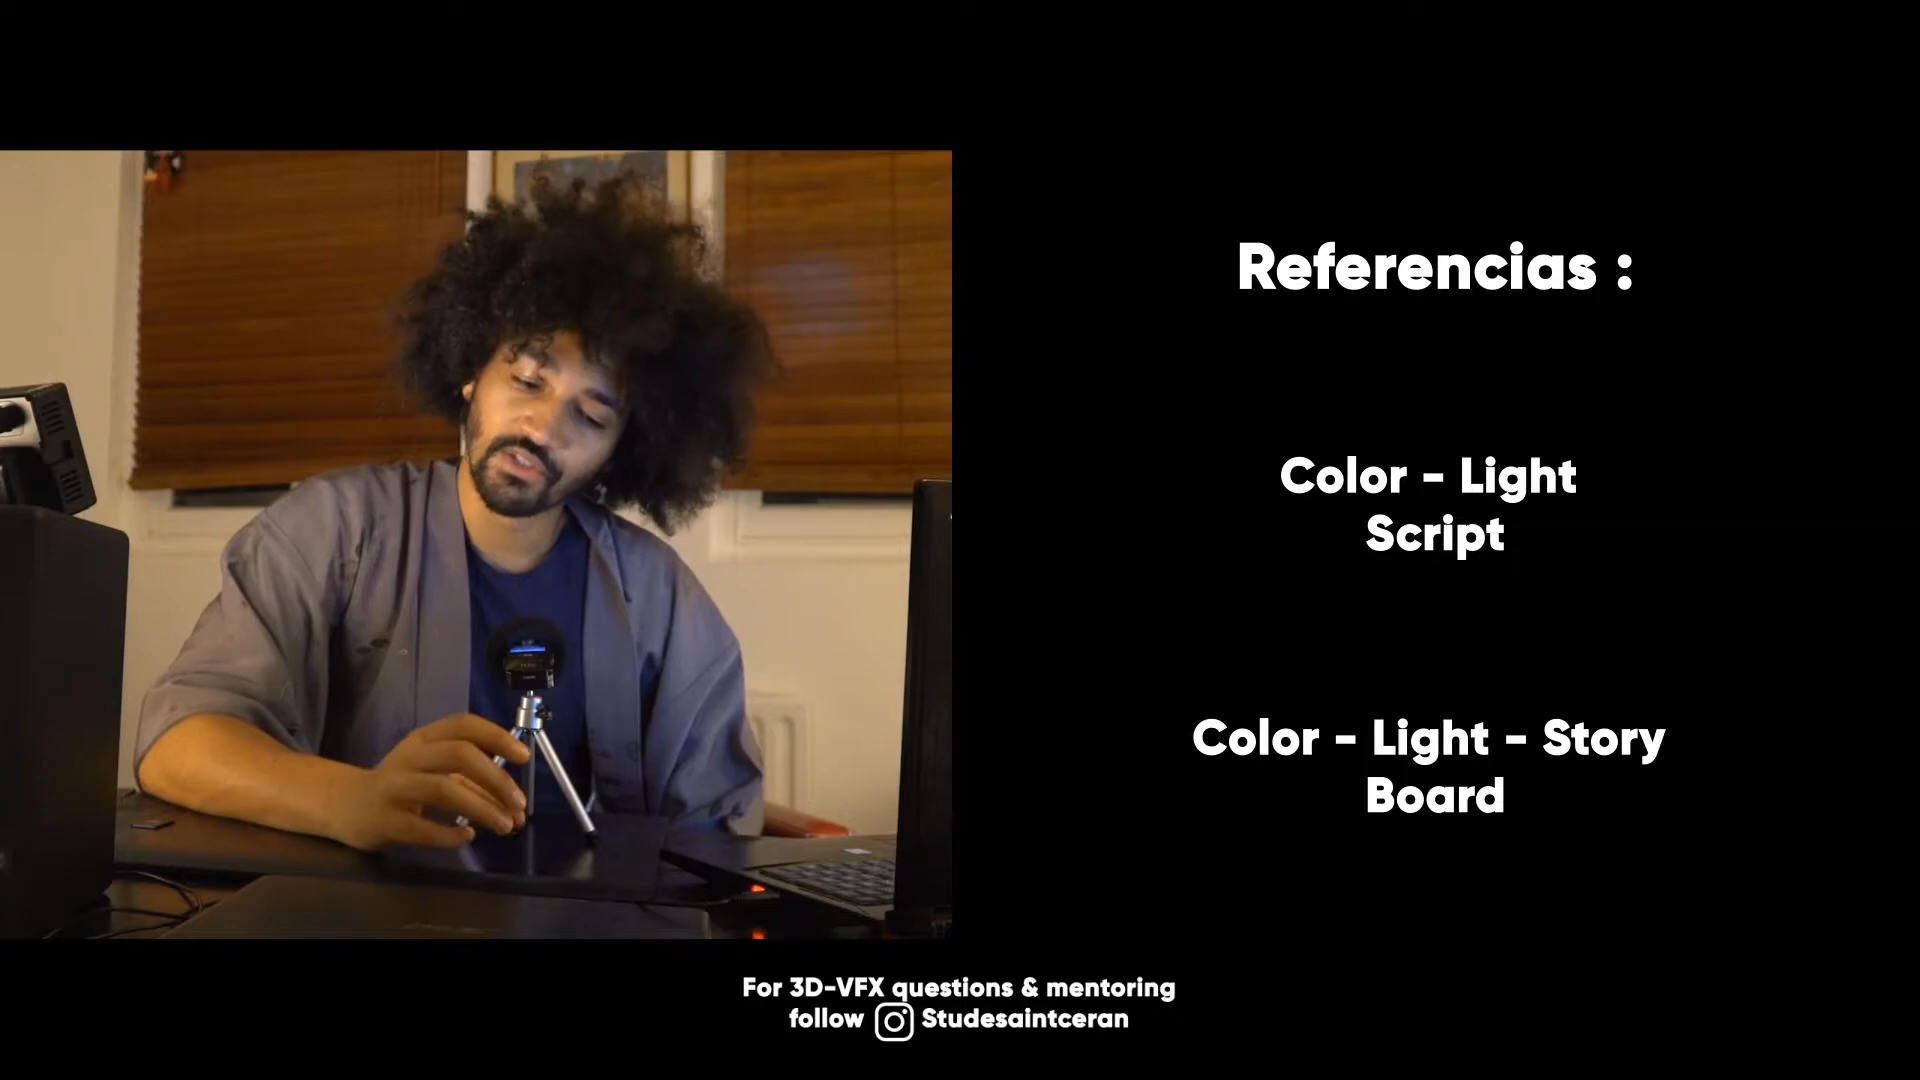 Referencias :
Color - Light
Script
Color - Light - Story
Board
For 3D-VFX questions & mentoring
follow Studesaintceran